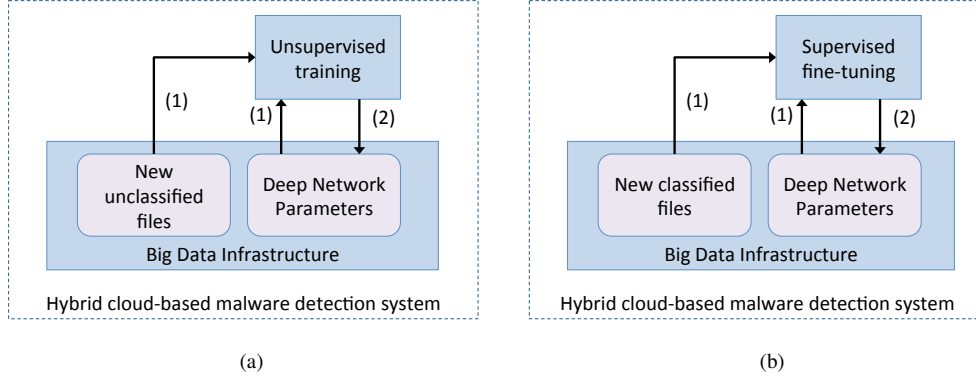 Unsupervised
training
(1)
(1)
(2)
New
unclassified
files
Deep Network
Parameters
Big Data Infrastructure
Hybrid cloud-based malware detection system
(a)
Supervised
fine-tuning
(1)
(1)
(2)
New classified
files
Deep Network
Parameters
Big Data Infrastructure
Hybrid cloud-based malware detection system
(b)